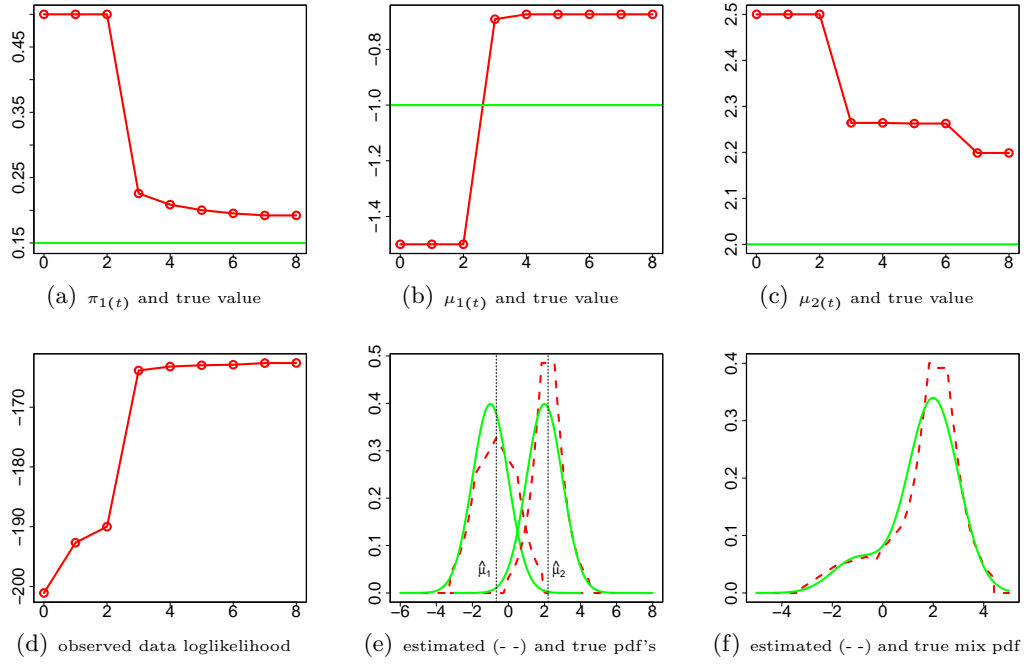 0.45
0.35
0.25
0.15
0 2 4 6 8
(a) π1(t) and true value
−0.8
−1.0
−1.2
−1.4
0 2 4 6 8
(b) μ1(t) and true value
2.5
2.4
2.3
2.2
2.1
2.0
0 2 4 6 8
(c) μ2(t) and true value
−170
−180
−190
−200
0 2 4 6 8
(d) observed data loglikelihood
0.5
0.4
0.3
0.2
0.1
0.0
μ̂1 μ̂2
−6 −4 −2 0 2 4 6 8
(e) estimated (- -) and true pdf's
0.4
0.3
0.2
0.1
0.0
−4 −2 0 2 4
(f) estimated (- -) and true mix pdf